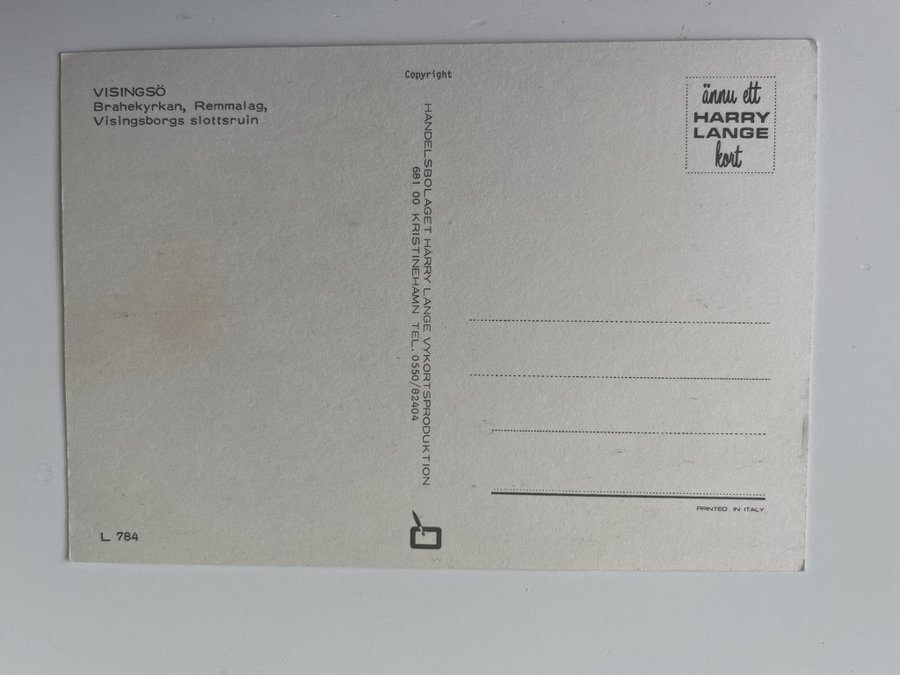 VISINGSÖ
Brahekyrkan, Remmalag,
Visingsborgs slottsruin
L 784
Copyright
HANDELSBOLAGET HARRY LANGE VYKORTSPRODUKTION
681 00 KRISTINEHAMN TEL. 0550/82404
ännu ett
HARRY
LANGE
kort
PRINTED IN ITALY